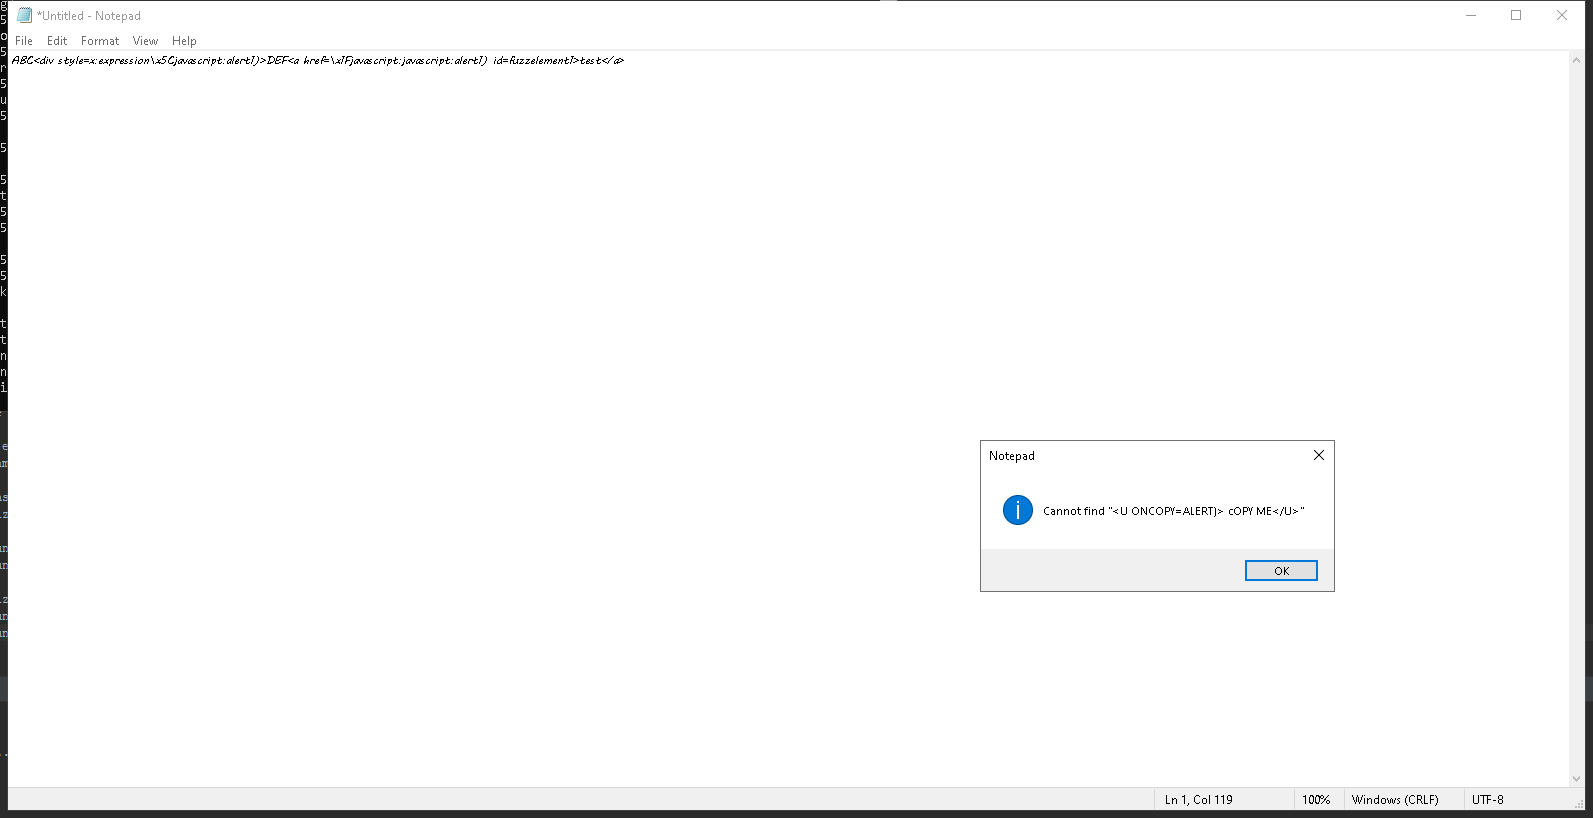 *Untitled - Notepad
File Edit Format View Help
ABC<div style=x:expression\x5Cjavascript:alert1)>DEF<a href=\x1Fjavascript:javascript:alert1) id=fuzzelement1>test</a>
Notepad
Cannot find "<U ONCOPY=ALERT)> cOPY ME</U>"
OK
Ln 1, Col 119 100% Windows (CRLF) UTF-8